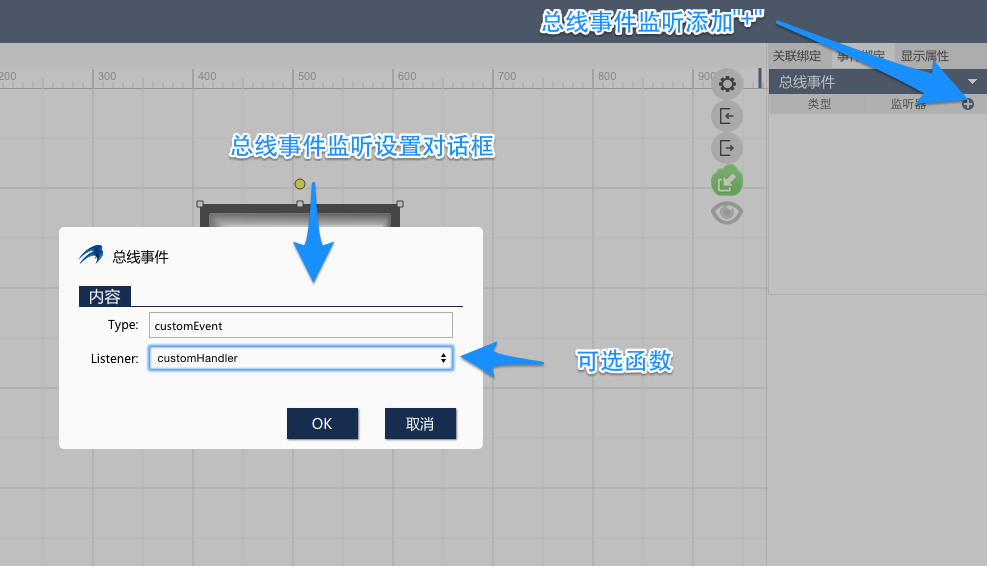 总线事件监听添加"+"
关联绑定 事件绑定 显示属性
200 300 400 500 600 700 800 900
总线事件
类型 监听器
总线事件监听设置对话框
总线事件
内容
Type: customEvent
Listener: customHandler
可选函数
OK 取消